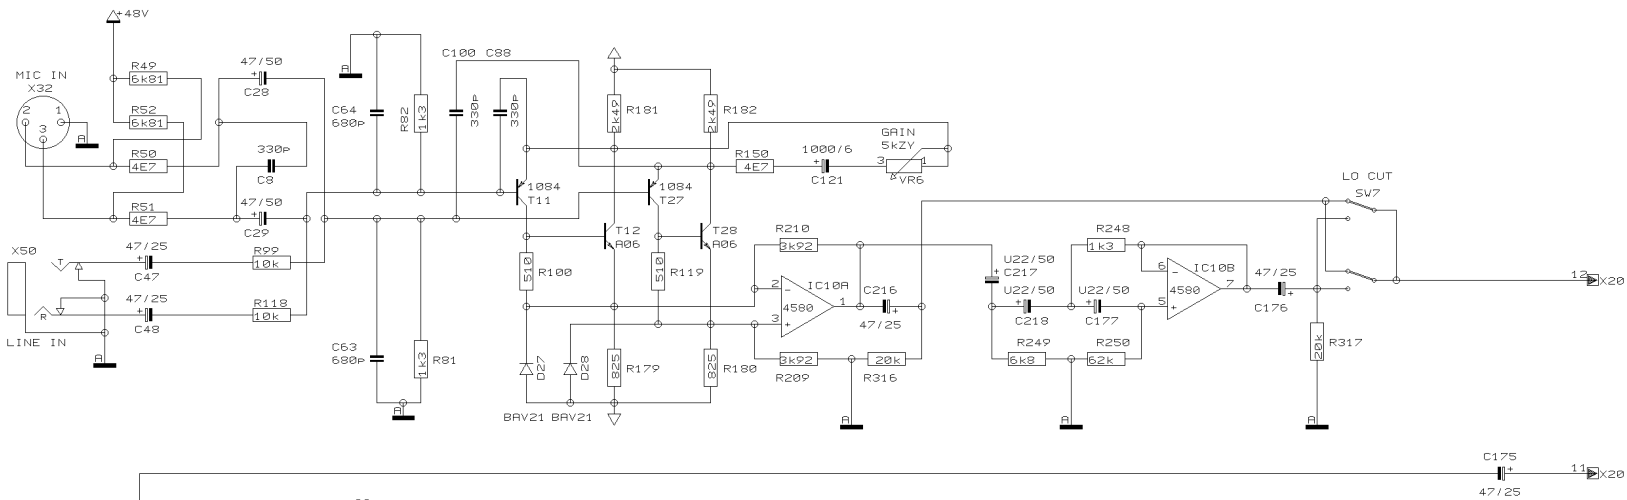 +48V
R49
6k81
47/50
C28
MIC IN
X32
2
1
3
A
R52
6k81
R50
4E7
330p
C8
R51
4E7
47/50
C29
X50
T
R
LINE IN
47/25
C47
47/25
C48
R99
10k
R118
10k
A
A
C64
680p
R82
1k3
C63
680p
R81
1k3
A
C100 C88
330p
330p
R181
2k49
R182
2k49
1084
T11
1084
T27
T12
A06
T28
A06
510
R100
510
R119
D27
D28
BAV21 BAV21
825
R179
825
R180
R150
4E7
1000/6
C121
GAIN
5kZY
3
1
VR6
R210
3k92
2
3
1
IC10A
4580
C216
47/25
3k92
R209
20k
R316
A
U22/50
C217
U22/50
C218
U22/50
C177
R248
1k3
R249
6k8
R250
62k
A
6
5
7
IC10B
4580
47/25
C176
20k
R317
A
LO CUT
SW7
12
X20
C175
47/25
11
X20